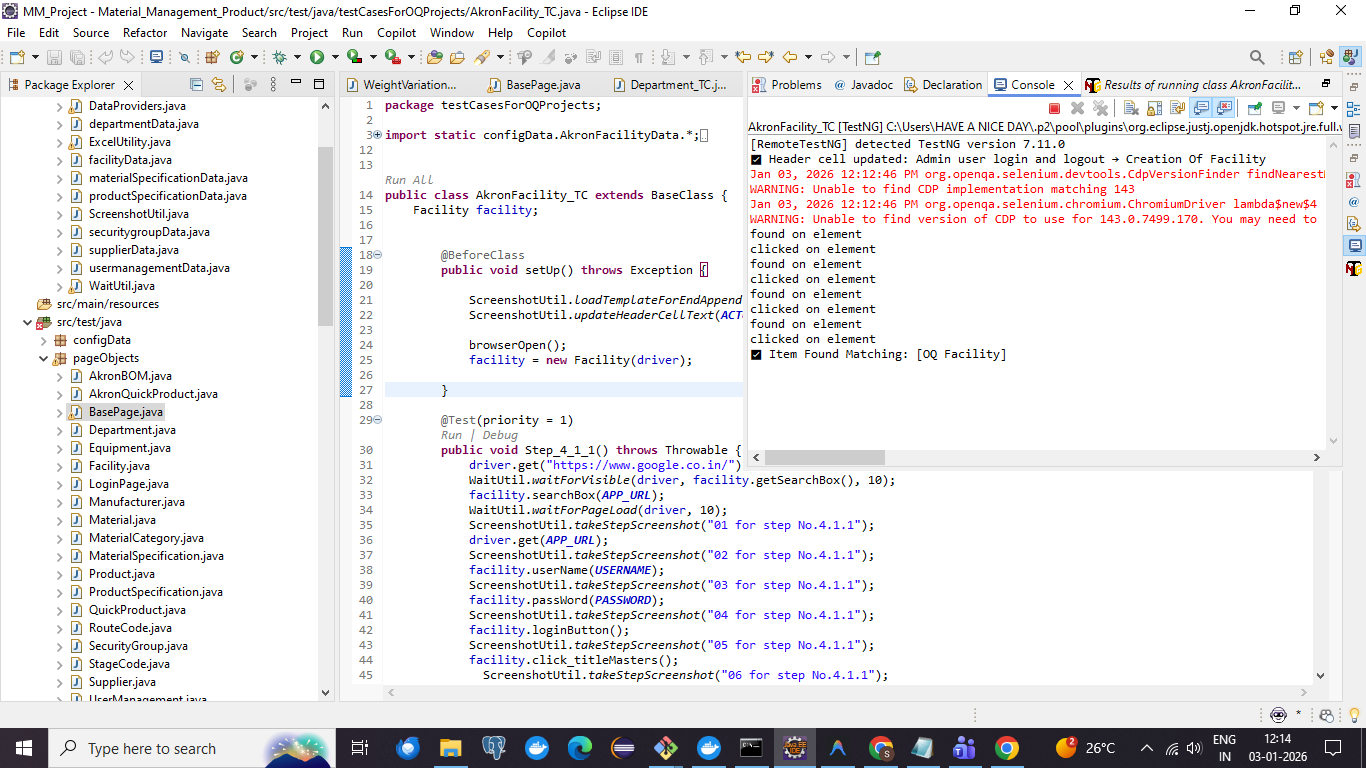 MM_Project - Material_Management_Product/src/test/java/testCasesForOQProjects/AkronFacility_TC.java - Eclipse IDE
File Edit Source Refactor Navigate Search Project Run Copilot Window Help Copilot
Package Explorer
DataProviders.java
departmentData.java
ExcelUtility.java
facilityData.java
materialSpecificationData.java
productSpecificationData.java
ScreenshotUtil.java
securitygroupData.java
supplierData.java
usermanagementData.java
WaitUtil.java
src/main/resources
src/test/java
configData
pageObjects
AkronBOM.java
AkronQuickProduct.java
BasePage.java
Department.java
Equipment.java
Facility.java
LoginPage.java
Manufacturer.java
Material.java
MaterialCategory.java
MaterialSpecification.java
Product.java
ProductSpecification.java
QuickProduct.java
RouteCode.java
SecurityGroup.java
StageCode.java
Supplier.java
UserManagement.java
WeightVariation... BasePage.java Department_TC.j...
1 package testCasesForOQProjects;
2
3 import static configData.AkronFacilityData.*;
12
13
Run All
14 public class AkronFacility_TC extends BaseClass {
15 Facility facility;
16
17
18 @BeforeClass
19 public void setUp() throws Exception {
20
21 ScreenshotUtil.loadTemplateForEndAppend
22 ScreenshotUtil.updateHeaderCellText(ACT
23
24 browserOpen();
25 facility = new Facility(driver);
26
27 }
28
29 @Test(priority = 1)
Run | Debug
30 public void Step_4_1_1() throws Throwable {
31 driver.get("https://www.google.co.in/")
32 WaitUtil.waitForVisible(driver, facility.getSearchBox(), 10);
33 facility.searchBox(APP_URL);
34 WaitUtil.waitForPageLoad(driver, 10);
35 ScreenshotUtil.takeStepScreenshot("01 for step No.4.1.1");
36 driver.get(APP_URL);
37 ScreenshotUtil.takeStepScreenshot("02 for step No.4.1.1");
38 facility.userName(USERNAME);
39 ScreenshotUtil.takeStepScreenshot("03 for step No.4.1.1");
40 facility.passWord(PASSWORD);
41 ScreenshotUtil.takeStepScreenshot("04 for step No.4.1.1");
42 facility.loginButton();
43 ScreenshotUtil.takeStepScreenshot("05 for step No.4.1.1");
44 facility.click_titleMasters();
45 ScreenshotUtil.takeStepScreenshot("06 for step No.4.1.1");
Problems Javadoc Declaration Console Results of running class AkronFacilit...
AkronFacility_TC [TestNG] C:\Users\HAVE A NICE DAY\.p2\pool\plugins\org.eclipse.justj.openjdk.hotspot.jre.full.
[RemoteTestNG] detected TestNG version 7.11.0
Header cell updated: Admin user login and logout → Creation Of Facility
Jan 03, 2026 12:12:46 PM org.openqa.selenium.devtools.CdpVersionFinder findNearest
WARNING: Unable to find CDP implementation matching 143
Jan 03, 2026 12:12:46 PM org.openqa.selenium.chromium.ChromiumDriver lambda$new$4
WARNING: Unable to find version of CDP to use for 143.0.7499.170. You may need to
found on element
clicked on element
found on element
clicked on element
found on element
clicked on element
found on element
clicked on element
Item Found Matching: [OQ Facility]
Type here to search
26°C
ENG
IN
12:14
03-01-2026